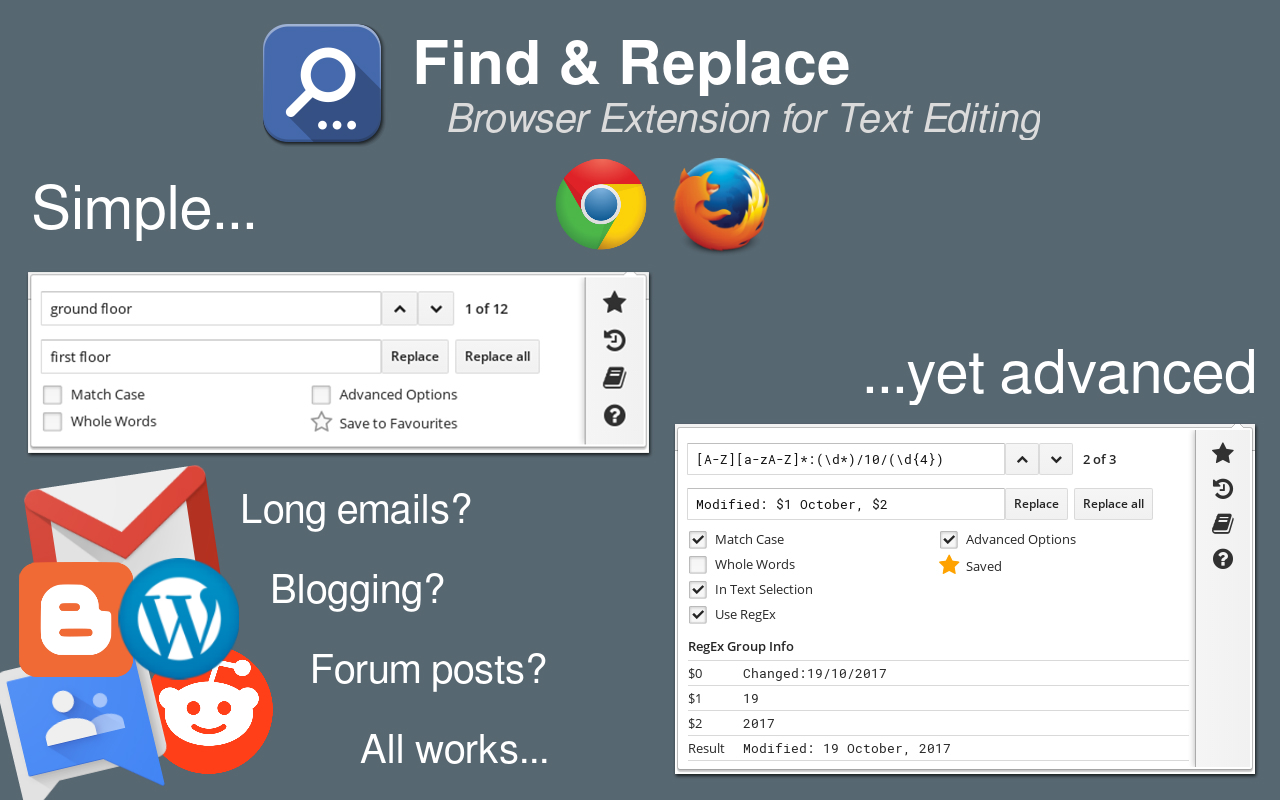 Find & Replace
Browser Extension for Text Editing
Simple...
ground floor
1 of 12
first floor
Replace
Replace all
Match Case
Advanced Options
Whole Words
Save to Favourites
...yet advanced
[A-Z][a-zA-Z]*:(\d*)/10/(\d{4})
2 of 3
Modified: $1 October, $2
Replace
Replace all
Match Case
Advanced Options
Whole Words
Saved
In Text Selection
Use RegEx
RegEx Group Info
$0 Changed:19/10/2017
$1 19
$2 2017
Result Modified: 19 October, 2017
Long emails?
Blogging?
Forum posts?
All works...